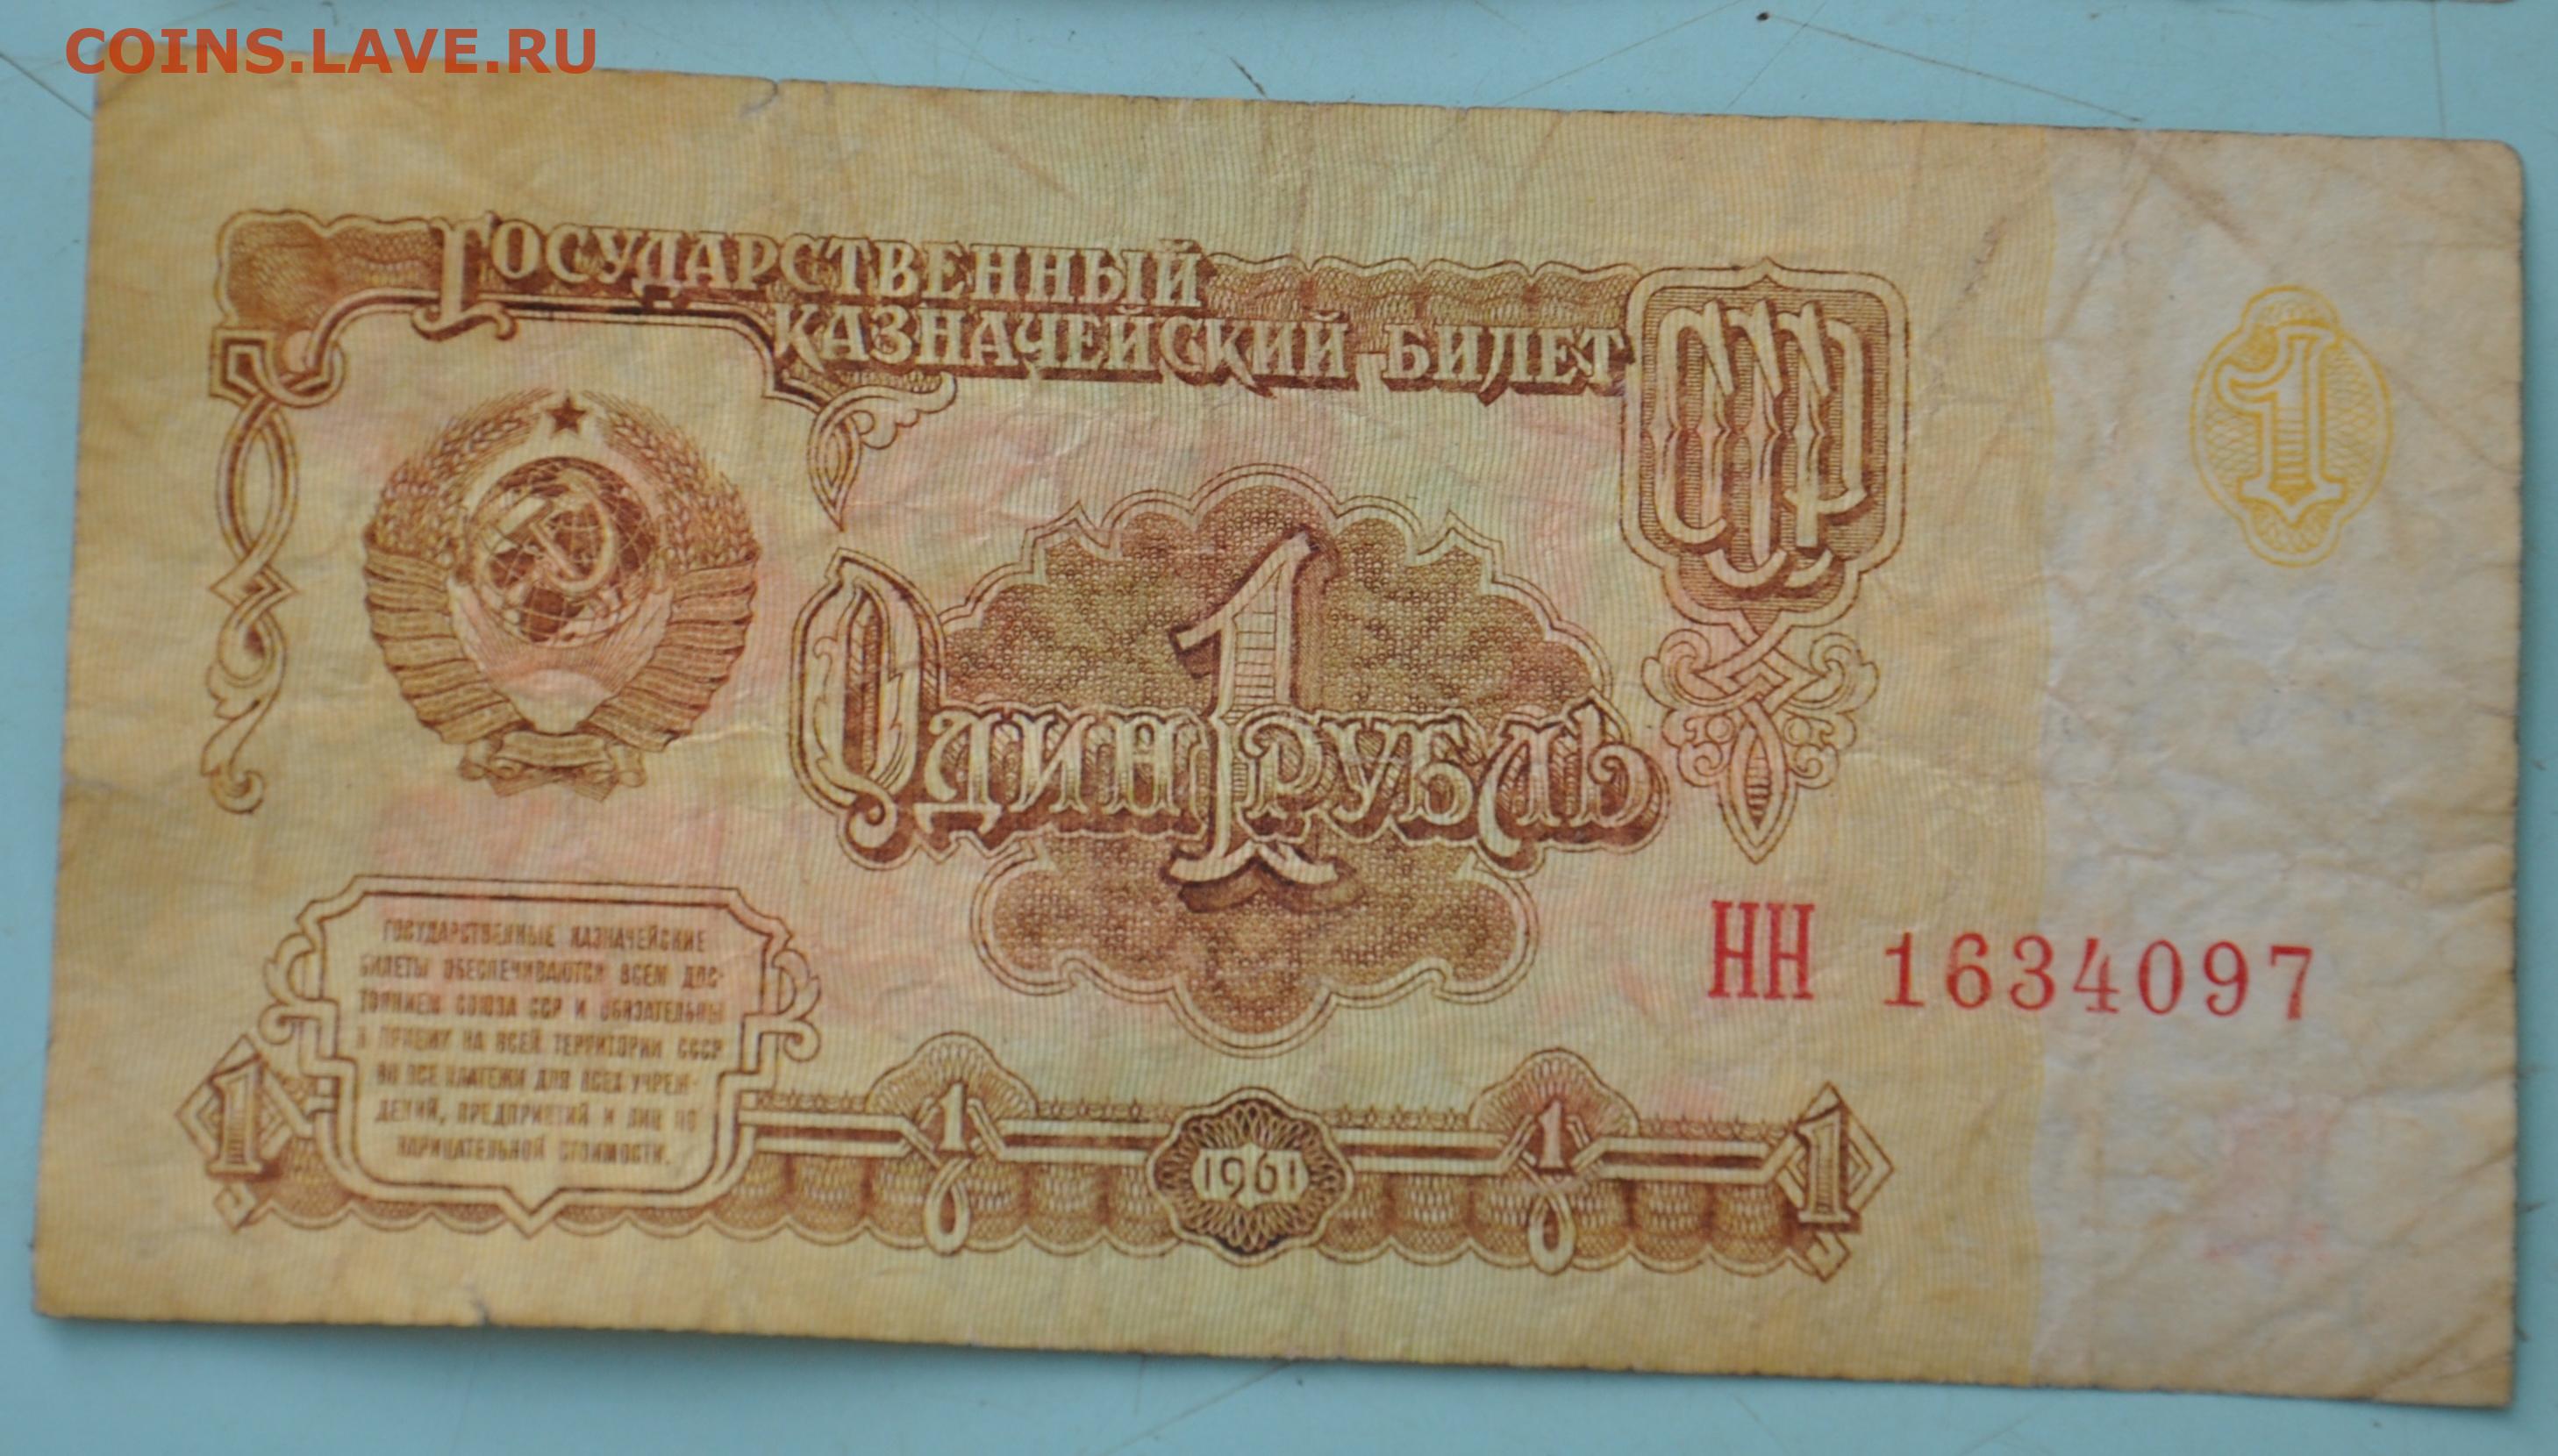 COINS.LAVE.RU
ГОСУДАРСТВЕННЫЙ
КАЗНАЧЕЙСКИЙ БИЛЕТ
СССР
1
1
ОДИН РУБЛЬ
НН 1634097
ГОСУДАРСТВЕННЫЕ КАЗНАЧЕЙСКИЕ
БИЛЕТЫ ОБЕСПЕЧИВАЮТСЯ ВСЕМ ДОС-
ТОЯНИЕМ СОЮЗА ССР И ОБЯЗАТЕЛЬНЫ
К ПРИЕМУ НА ВСЕЙ ТЕРРИТОРИИ СССР
ВО ВСЕ ПЛАТЕЖИ ДЛЯ ВСЕХ УЧРЕЖ-
ДЕНИЙ, ПРЕДПРИЯТИЙ И ЛИЦ ПО
НАРИЦАТЕЛЬНОЙ СТОИМОСТИ.
1 1 1961 1 1